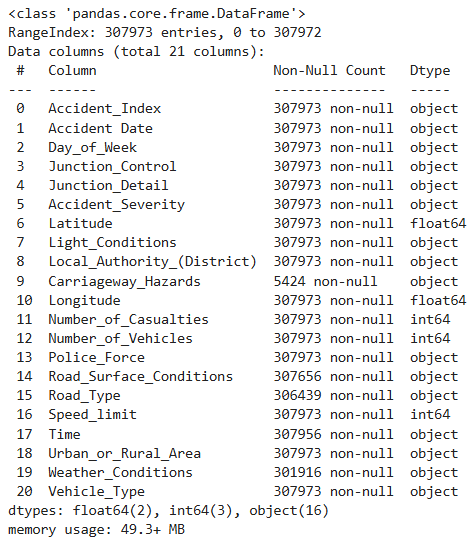 <class 'pandas.core.frame.DataFrame'>
RangeIndex: 307973 entries, 0 to 307972
Data columns (total 21 columns):
 #   Column                      Non-Null Count   Dtype
---  ------                      --------------   -----
 0   Accident_Index              307973 non-null  object
 1   Accident Date               307973 non-null  object
 2   Day_of_Week                 307973 non-null  object
 3   Junction_Control            307973 non-null  object
 4   Junction_Detail             307973 non-null  object
 5   Accident_Severity           307973 non-null  object
 6   Latitude                    307973 non-null  float64
 7   Light_Conditions            307973 non-null  object
 8   Local_Authority_(District)  307973 non-null  object
 9   Carriageway_Hazards         5424 non-null    object
 10  Longitude                   307973 non-null  float64
 11  Number_of_Casualties        307973 non-null  int64
 12  Number_of_Vehicles          307973 non-null  int64
 13  Police_Force                307973 non-null  object
 14  Road_Surface_Conditions     307656 non-null  object
 15  Road_Type                   306439 non-null  object
 16  Speed_limit                 307973 non-null  int64
 17  Time                        307956 non-null  object
 18  Urban_or_Rural_Area         307973 non-null  object
 19  Weather_Conditions          301916 non-null  object
 20  Vehicle_Type                307973 non-null  object
dtypes: float64(2), int64(3), object(16)
memory usage: 49.3+ MB